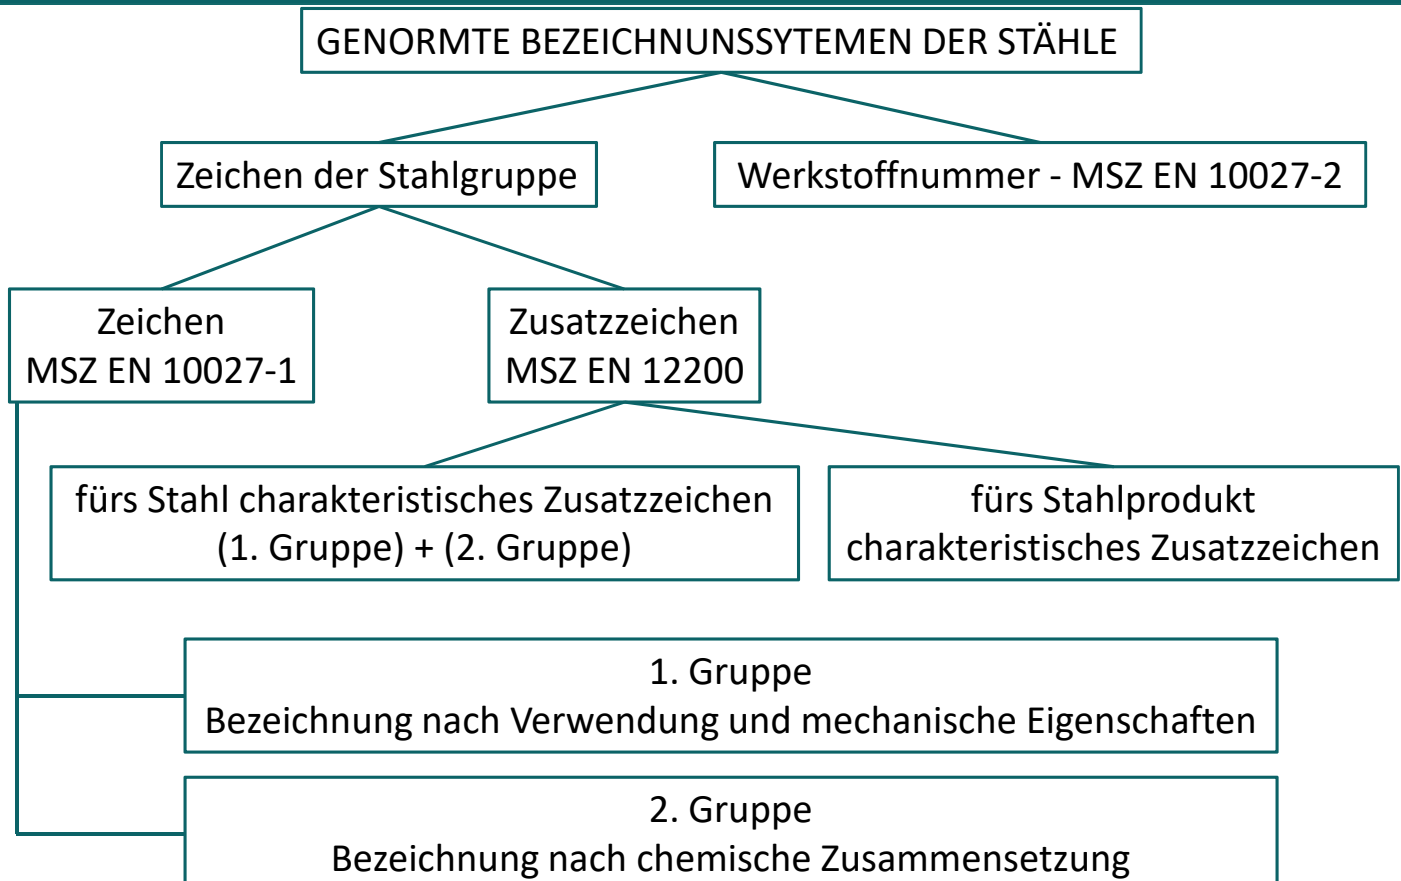 GENORMTE BEZEICHNUNSSYTEMEN DER STÄHLE
Zeichen der Stahlgruppe
Werkstoffnummer - MSZ EN 10027-2
Zeichen
MSZ EN 10027-1
Zusatzzeichen
MSZ EN 12200
fürs Stahl charakteristisches Zusatzzeichen
(1. Gruppe) + (2. Gruppe)
fürs Stahlprodukt
charakteristisches Zusatzzeichen
1. Gruppe
Bezeichnung nach Verwendung und mechanische Eigenschaften
2. Gruppe
Bezeichnung nach chemische Zusammensetzung